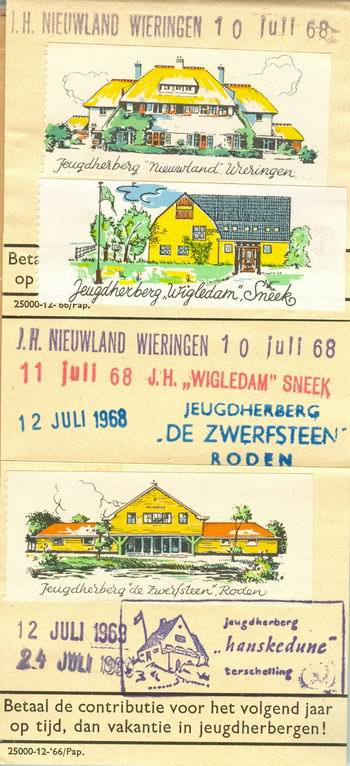 J.H. NIEUWLAND WIERINGEN 10 juli 68
Jeugdherberg "Nieuwland", Wieringen
Jeugdherberg „Wigledam", Sneek
Beta
op
25000-12-'66/Pap.
J.H. NIEUWLAND WIERINGEN 10 juli 68
11 juli 68 J.H. „WIGLEDAM" SNEEK
12 JULI 1968 JEUGDHERBERG
„DE ZWERFSTEEN"
RODEN
Jeugdherberg "de Zwerfsteen", Roden
12 JULI 1968 jeugdherberg
„hanskedune"
24 JULI terschelling
Betaal de contributie voor het volgend jaar
op tijd, dan vakantie in jeugdherbergen!
25000-12-'66/Pap.